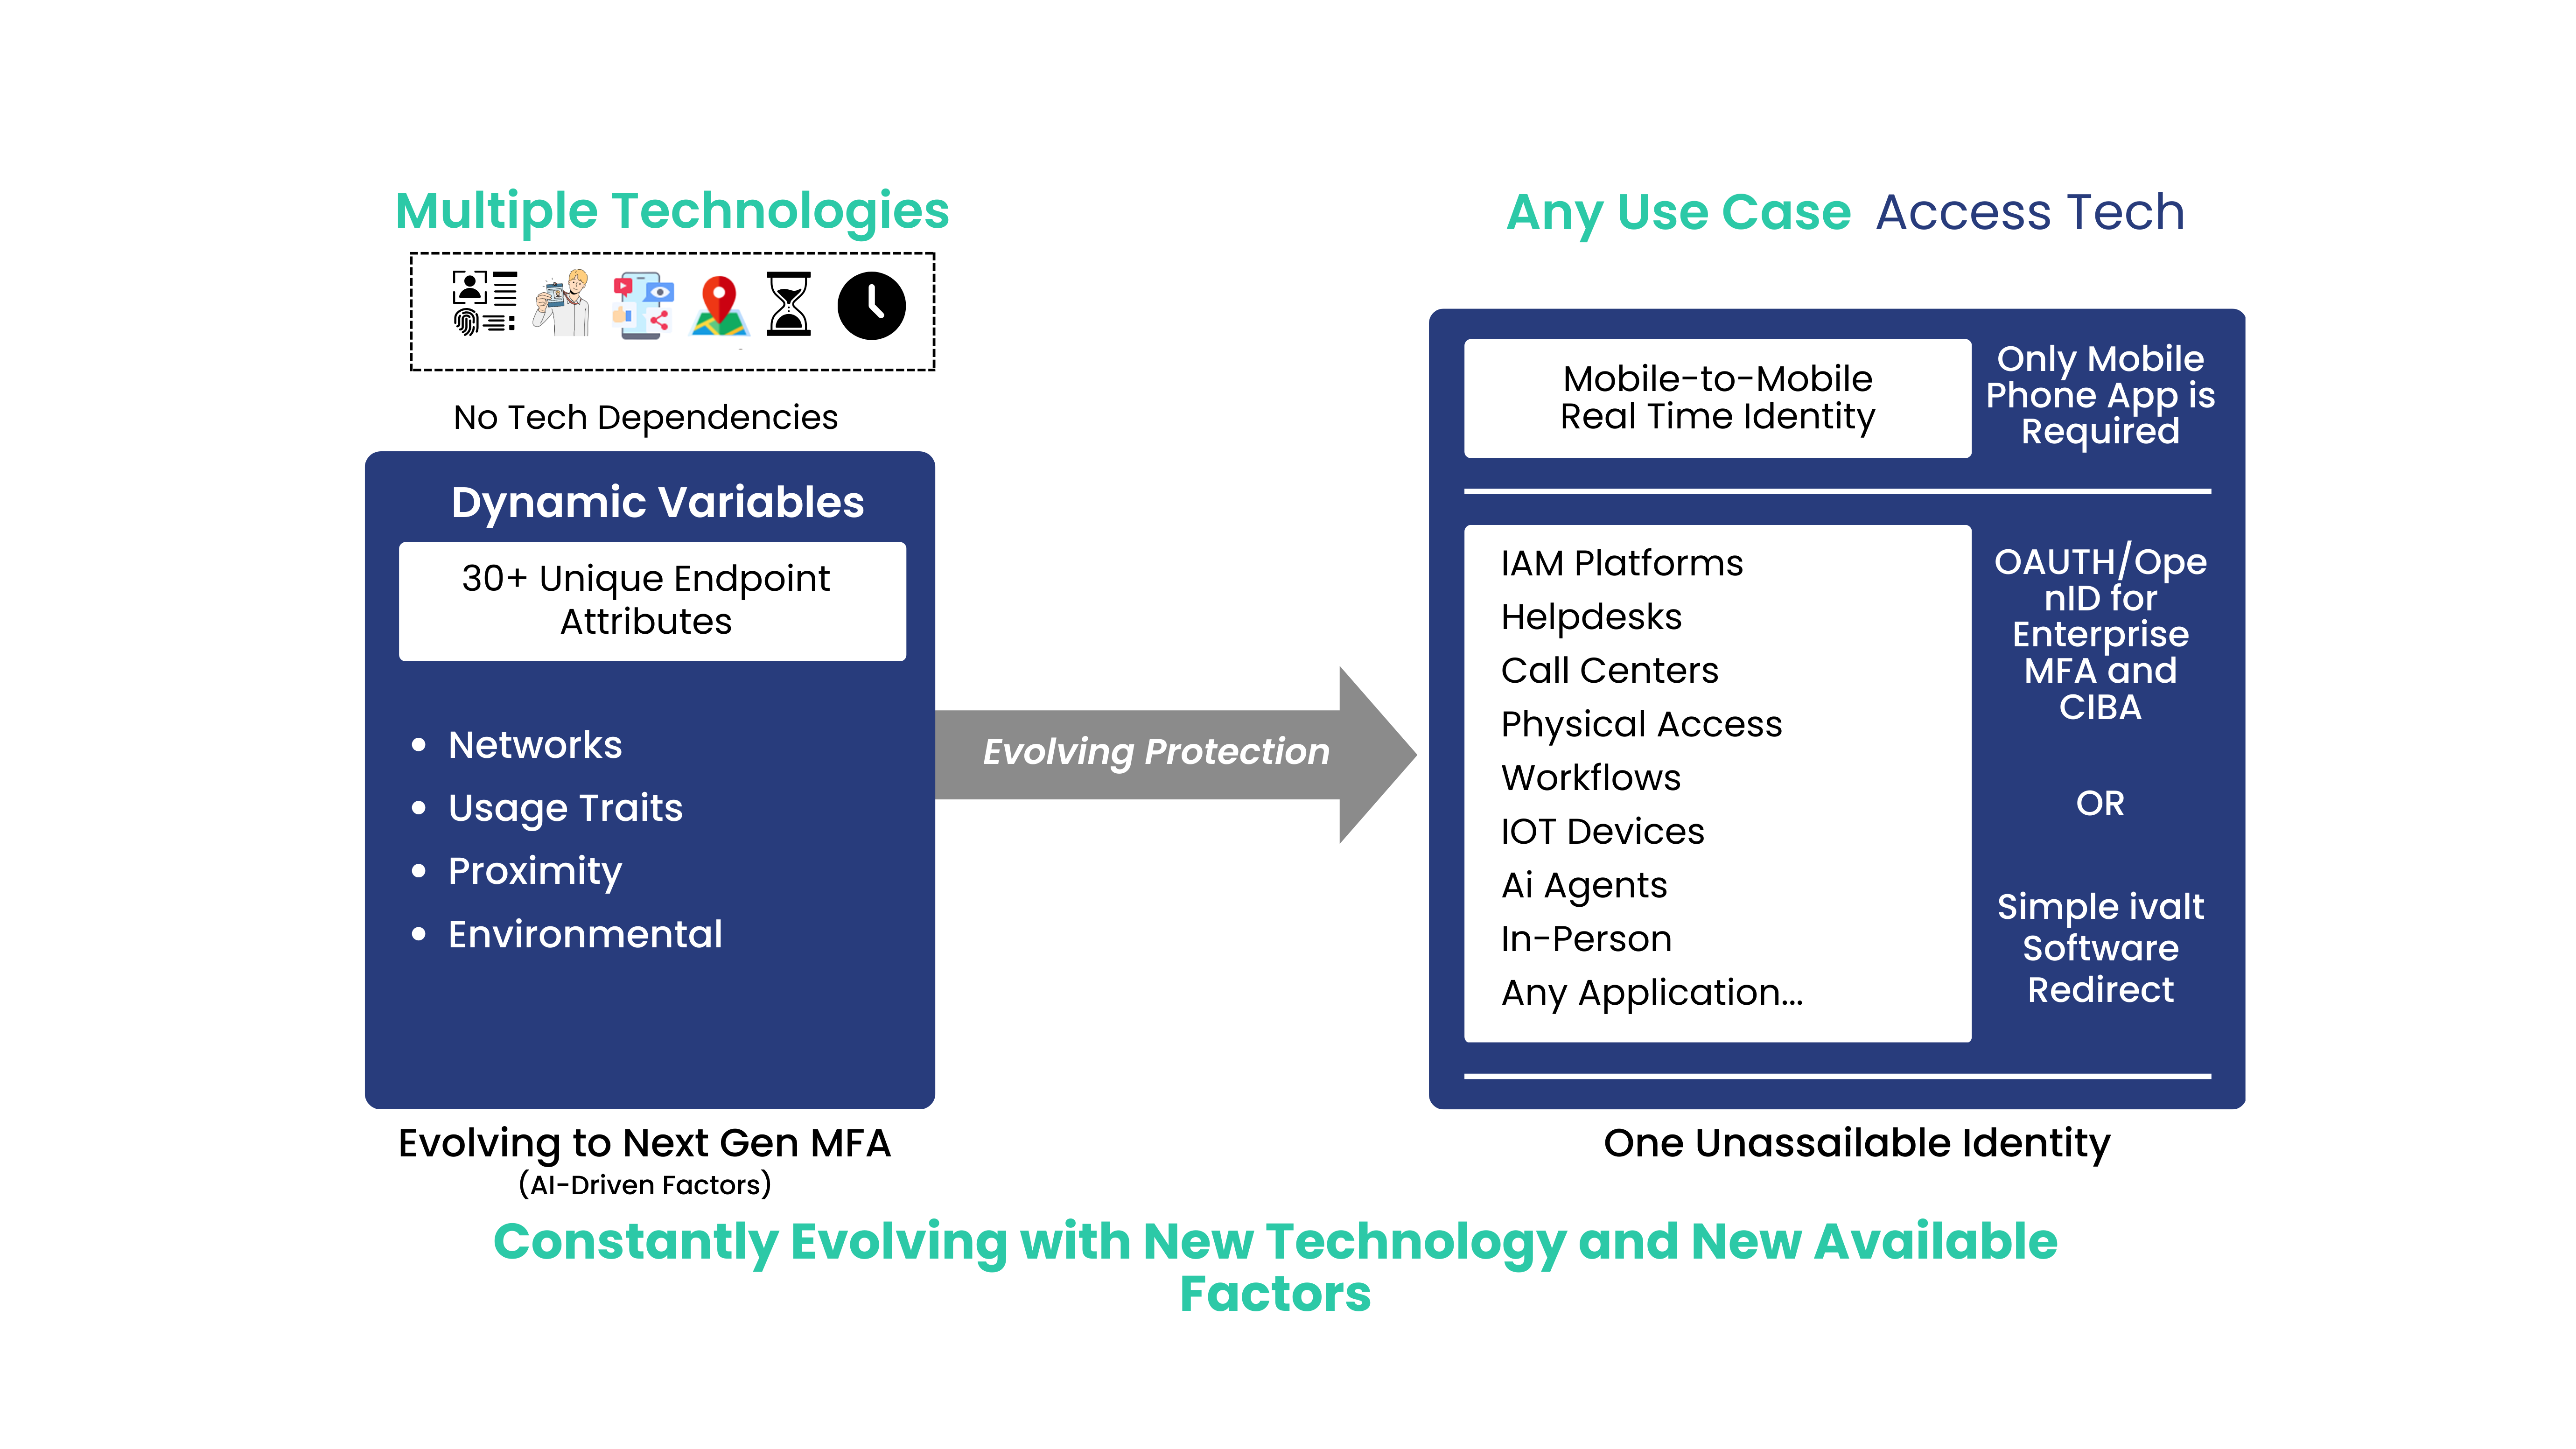 Multiple Technologies
No Tech Dependencies
Dynamic Variables
30+ Unique Endpoint
Attributes
• Networks
• Usage Traits
• Proximity
• Environmental
Evolving to Next Gen MFA
(AI-Driven Factors)
Evolving Protection
Any Use Case Access Tech
Mobile-to-Mobile
Real Time Identity
Only Mobile
Phone App is
Required
IAM Platforms
Helpdesks
Call Centers
Physical Access
Workflows
IOT Devices
Ai Agents
In-Person
Any Application...
OAUTH/Ope
nID for
Enterprise
MFA and
CIBA
OR
Simple ivalt
Software
Redirect
One Unassailable Identity
Constantly Evolving with New Technology and New Available
Factors